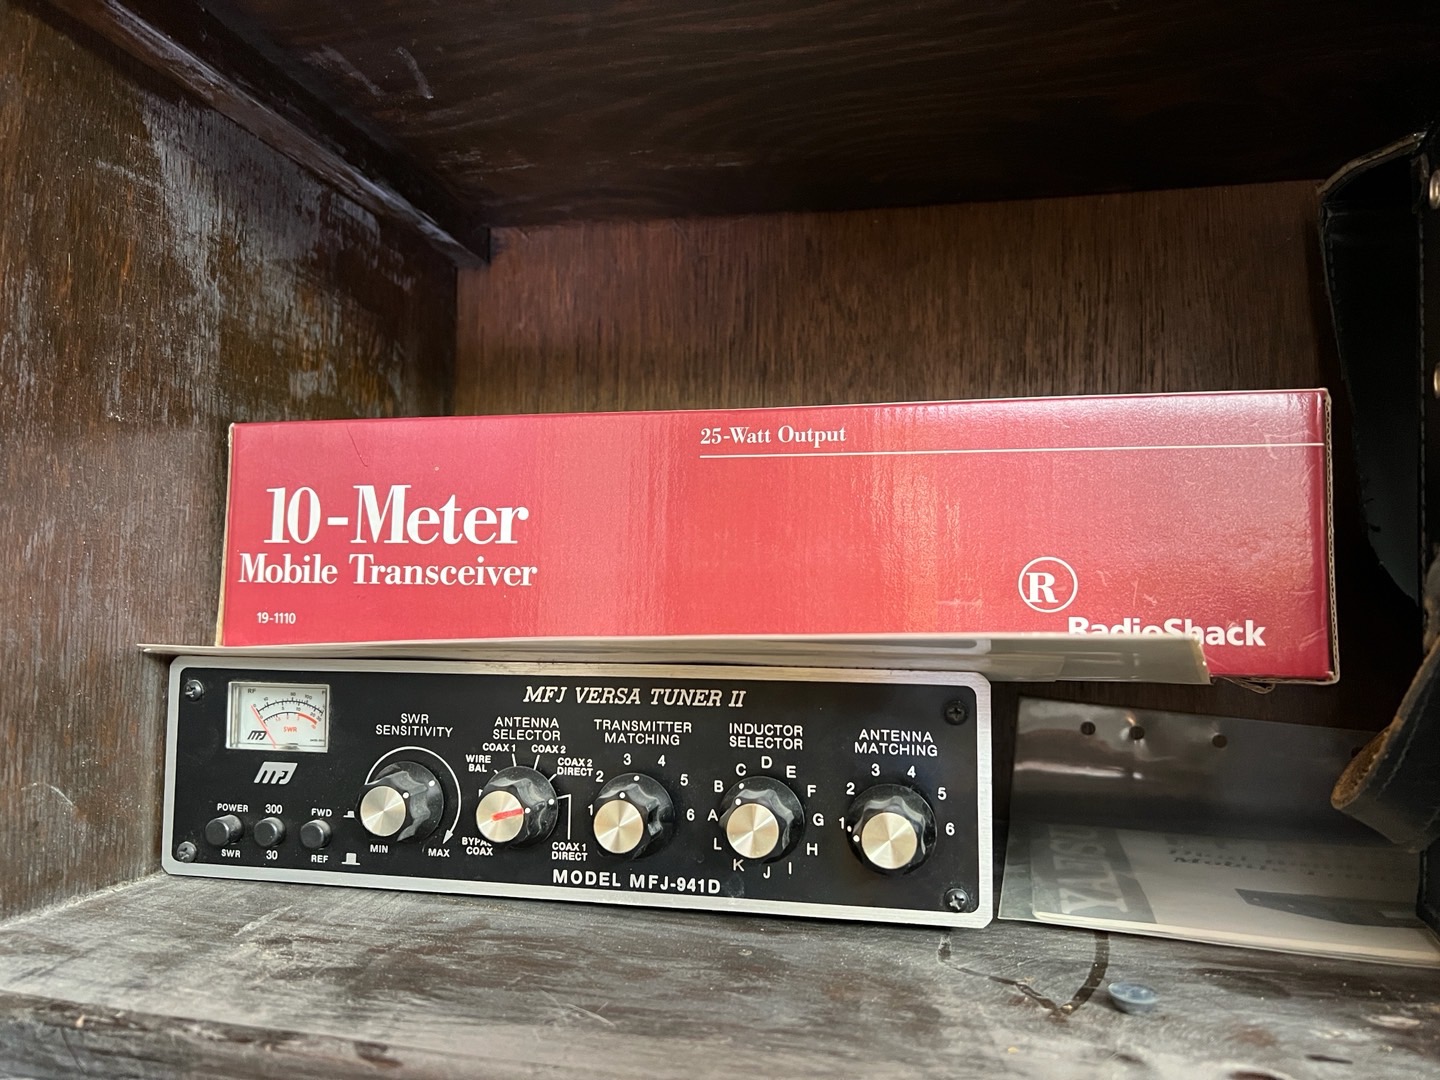 25-Watt Output
10-Meter
Mobile Transceiver
19-1110
R
RadioShack
MFJ VERSA TUNER II
RF
SWR
MFJ
MFJ
SWR
SENSITIVITY
MIN
MAX
POWER
SWR
300
30
FWD
REF
ANTENNA
SELECTOR
COAX 1
COAX 2
WIRE
BAL
COAX 2
DIRECT
COAX 1
DIRECT
COAX
TRANSMITTER
MATCHING
1 2 3 4 5 6
INDUCTOR
SELECTOR
A B C D E F G H I J K L
ANTENNA
MATCHING
1 2 3 4 5 6
MODEL MFJ-941D